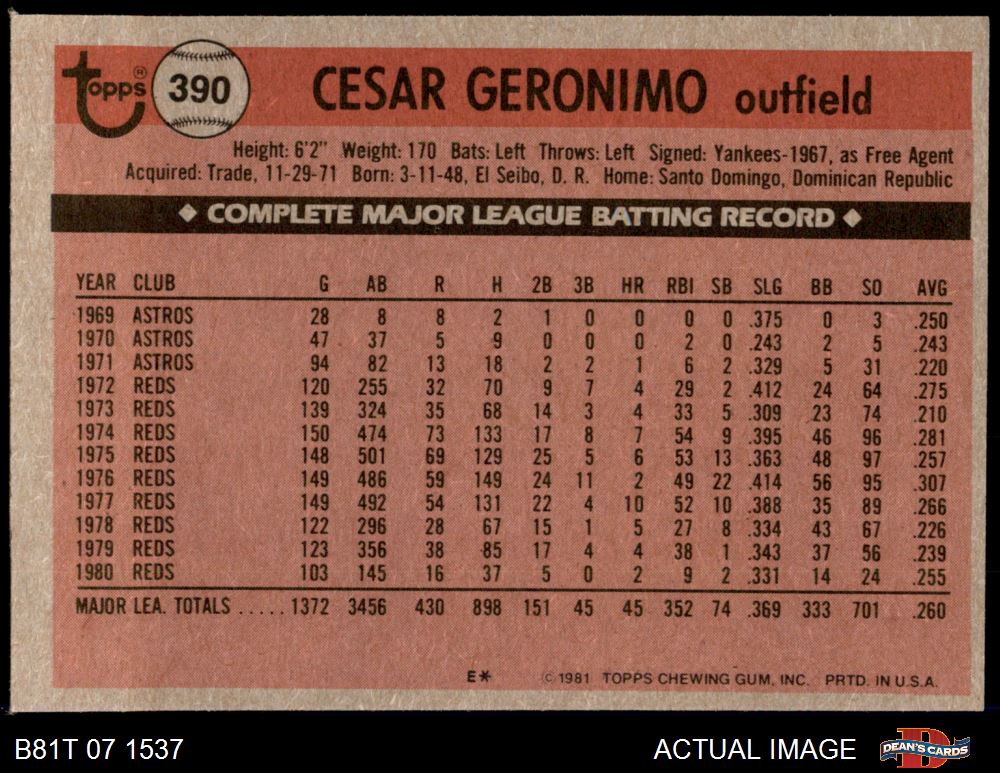 topps® 390 CESAR GERONIMO outfield
Height: 6'2" Weight: 170 Bats: Left Throws: Left Signed: Yankees-1967, as Free Agent
Acquired: Trade, 11-29-71 Born: 3-11-48, El Seibo, D. R. Home: Santo Domingo, Dominican Republic
◆ COMPLETE MAJOR LEAGUE BATTING RECORD ◆
YEAR CLUB G AB R H 2B 3B HR RBI SB SLG BB SO AVG
1969 ASTROS 28 8 8 2 1 0 0 0 0 .375 0 3 .250
1970 ASTROS 47 37 5 9 0 0 0 2 0 .243 2 5 .243
1971 ASTROS 94 82 13 18 2 2 1 6 2 .329 5 31 .220
1972 REDS 120 255 32 70 9 7 4 29 2 .412 24 64 .275
1973 REDS 139 324 35 68 14 3 4 33 5 .309 23 74 .210
1974 REDS 150 474 73 133 17 8 7 54 9 .395 46 96 .281
1975 REDS 148 501 69 129 25 5 6 53 13 .363 48 97 .257
1976 REDS 149 486 59 149 24 11 2 49 22 .414 56 95 .307
1977 REDS 149 492 54 131 22 4 10 52 10 .388 35 89 .266
1978 REDS 122 296 28 67 15 1 5 27 8 .334 43 67 .226
1979 REDS 123 356 38 85 17 4 4 38 1 .343 37 56 .239
1980 REDS 103 145 16 37 5 0 2 9 2 .331 14 24 .255
MAJOR LEA. TOTALS ..... 1372 3456 430 898 151 45 45 352 74 .369 333 701 .260
E* © 1981 TOPPS CHEWING GUM, INC. PRTD. IN U.S.A.
B81T 07 1537 ACTUAL IMAGE DEAN'S CARDS